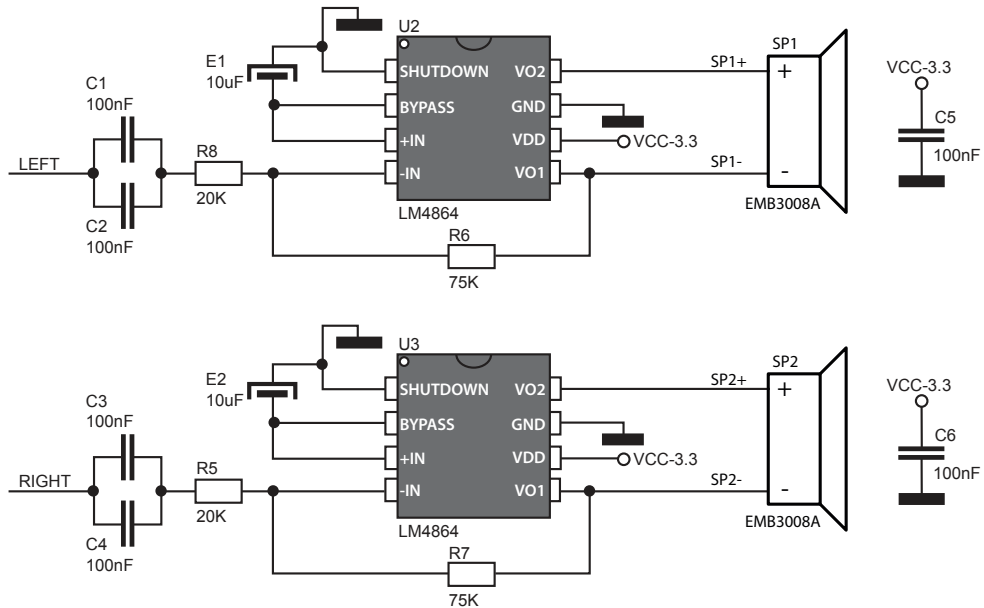 U2
E1
10uF
SHUTDOWN VO2
BYPASS GND
+IN VDD
-IN VO1
LM4864
C1
100nF
LEFT
C2
100nF
R8
20K
R6
75K
VCC-3.3
SP1+
SP1-
SP1
+
-
EMB3008A
VCC-3.3
C5
100nF
U3
E2
10uF
SHUTDOWN VO2
BYPASS GND
+IN VDD
-IN VO1
LM4864
C3
100nF
RIGHT
C4
100nF
R5
20K
R7
75K
VCC-3.3
SP2+
SP2-
SP2
+
-
EMB3008A
VCC-3.3
C6
100nF